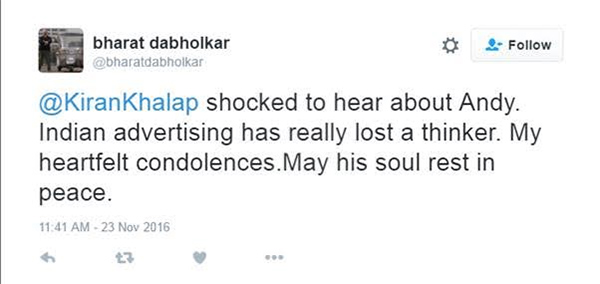 bharat dabholkar
@bharatdabholkar
Follow
@KiranKhalap shocked to hear about Andy.
Indian advertising has really lost a thinker. My
heartfelt condolences.May his soul rest in
peace.
11:41 AM - 23 Nov 2016